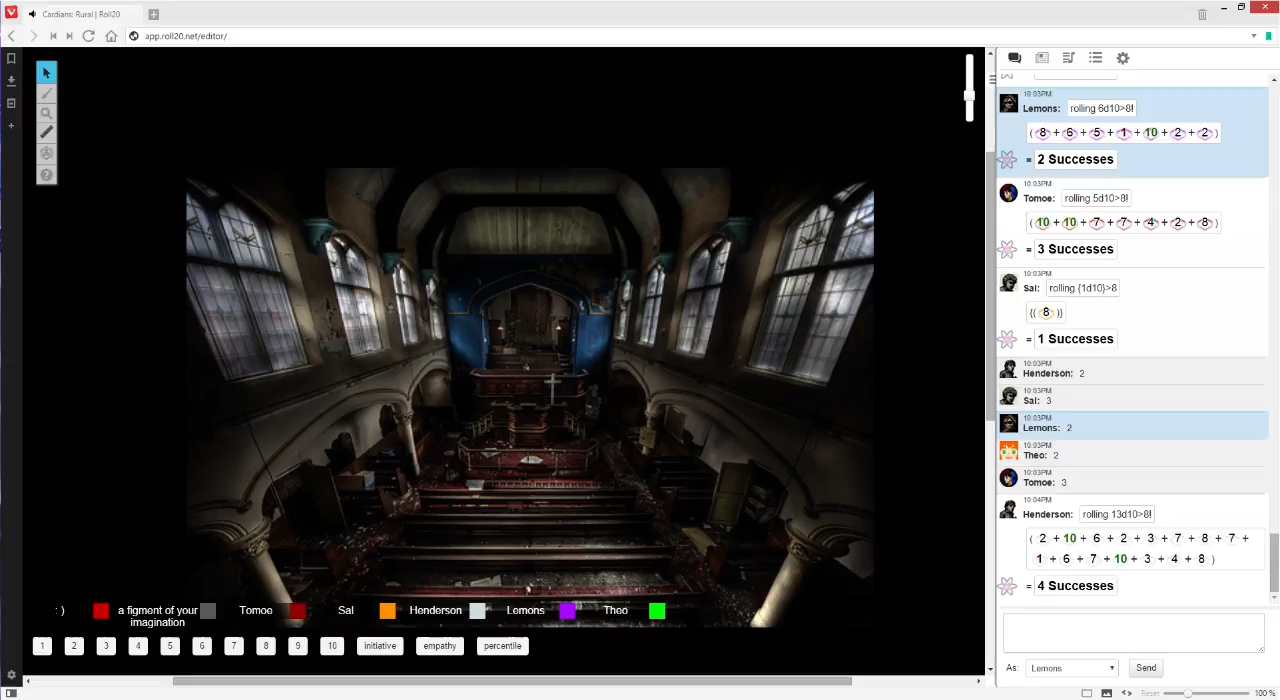 Cardians: Rural | Roll20
app.roll20.net/editor/
10:03PM
Lemons: rolling 6d10>8!
( 8 + 6 + 5 + 1 + 10 + 2 + 2 )
= 2 Successes
10:03PM
Tomoe: rolling 5d10>8!
( 10 + 10 + 7 + 7 + 4 + 2 + 8 )
= 3 Successes
10:03PM
Sal: rolling {1d10}>8
{( 8 )}
= 1 Successes
10:03PM
Henderson: 2
10:03PM
Sal: 3
10:03PM
Lemons: 2
10:03PM
Theo: 2
10:03PM
Tomoe: 3
10:04PM
Henderson: rolling 13d10>8!
( 2 + 10 + 6 + 2 + 3 + 7 + 8 + 7 +
1 + 6 + 7 + 10 + 3 + 4 + 8 )
= 4 Successes
: ) a figment of your imagination Tomoe Sal Henderson Lemons Theo
1 2 3 4 5 6 7 8 9 10 initiative empathy percentile
As: Lemons Send
Reset 100 %